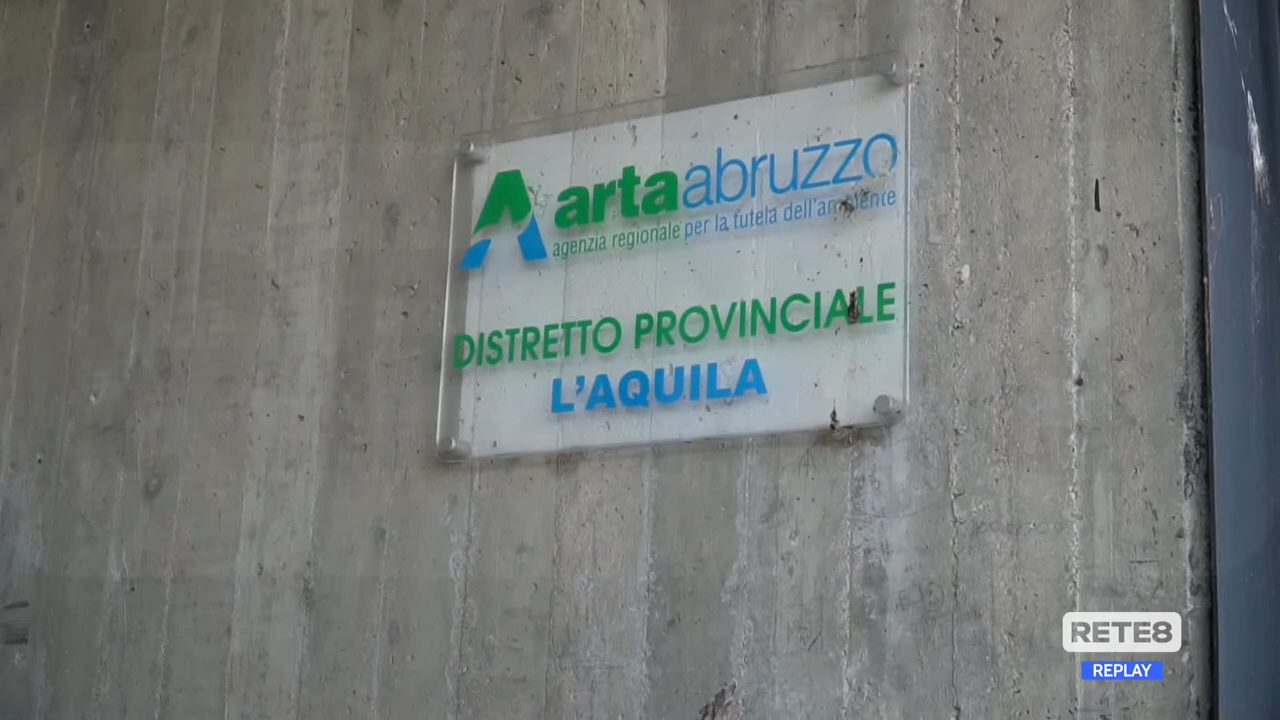 artaabruzzo
agenzia regionale per la tutela dell'ambiente
DISTRETTO PROVINCIALE
L'AQUILA
RETE8
REPLAY